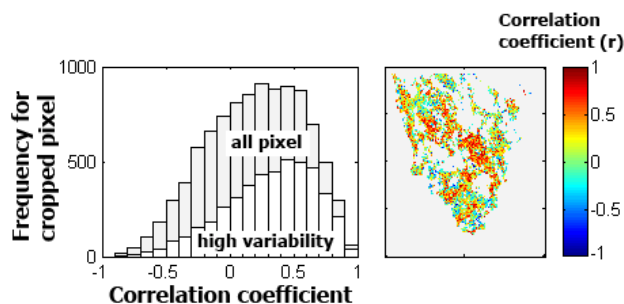 Correlation
coefficient (r)
Frequency for
cropped pixel
1000
500
0
all pixel
high variability
-1
-0.5
0
0.5
1
Correlation coefficient
1
0.5
0
-0.5
-1